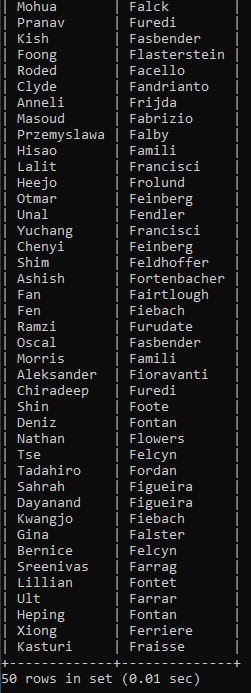 | Mohua | Falck |
| Pranav | Furedi |
| Kish | Fasbender |
| Foong | Flasterstein |
| Roded | Facello |
| Clyde | Fandrianto |
| Anneli | Frijda |
| Masoud | Fabrizio |
| Przemyslawa | Falby |
| Hisao | Famili |
| Lalit | Francisci |
| Heejo | Frolund |
| Otmar | Feinberg |
| Unal | Fendler |
| Yuchang | Francisci |
| Chenyi | Feinberg |
| Shim | Feldhoffer |
| Ashish | Fortenbacher |
| Fan | Fairtlough |
| Fen | Fiebach |
| Ramzi | Furudate |
| Oscal | Fasbender |
| Morris | Famili |
| Aleksander | Fioravanti |
| Chiradeep | Furedi |
| Shin | Foote |
| Deniz | Fontan |
| Nathan | Flowers |
| Tse | Felcyn |
| Tadahiro | Fordan |
| Sahrah | Figueira |
| Dayanand | Figueira |
| Kwangjo | Fiebach |
| Gina | Falster |
| Bernice | Felcyn |
| Sreenivas | Farrag |
| Lillian | Fontet |
| Ult | Farrar |
| Heping | Fontan |
| Xiong | Ferriere |
| Kasturi | Fraisse |
+-------------+--------------+
50 rows in set (0.01 sec)